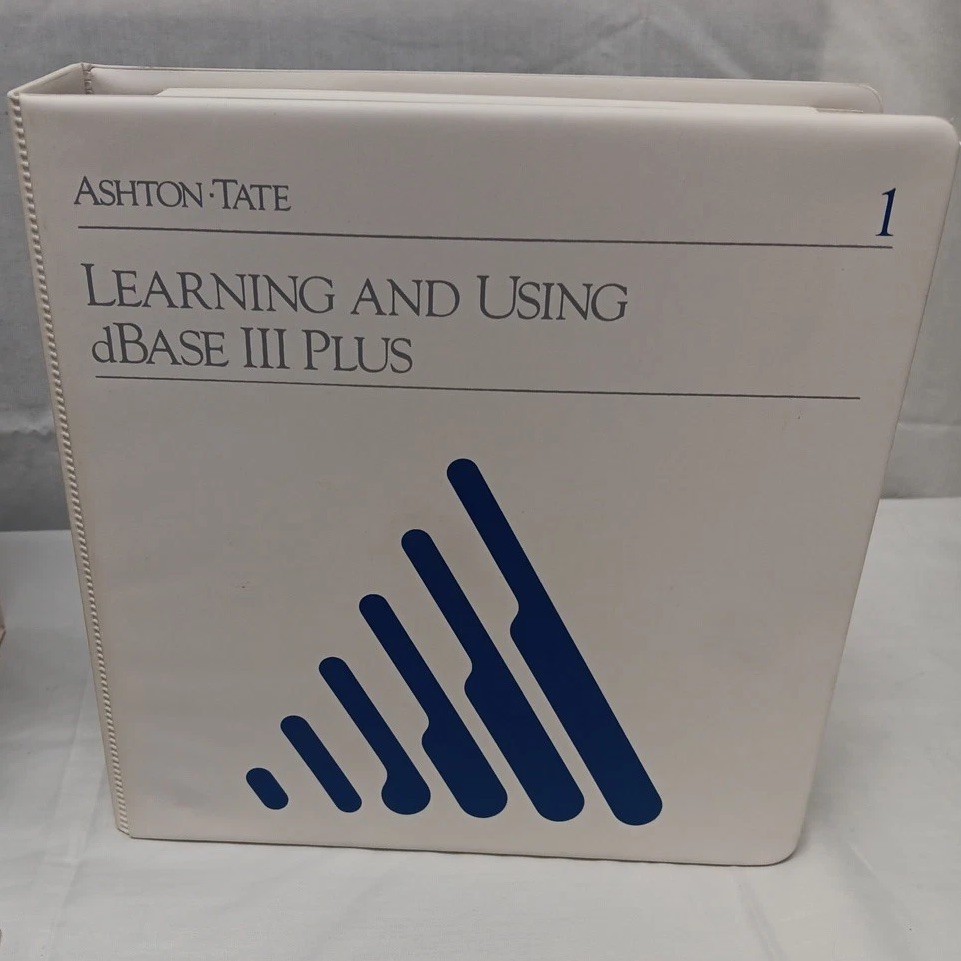 ASHTON·TATE
1
LEARNING AND USING
dBASE III PLUS